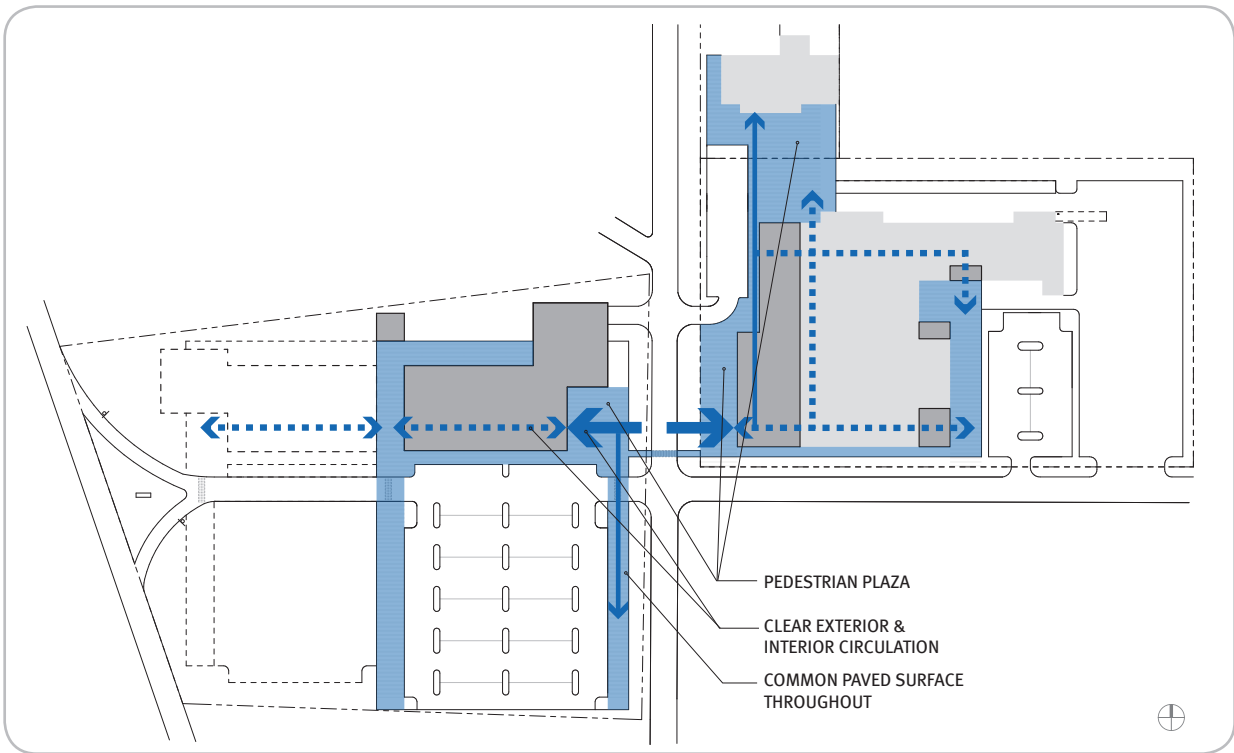 PEDESTRIAN PLAZA
CLEAR EXTERIOR &
INTERIOR CIRCULATION
COMMON PAVED SURFACE
THROUGHOUT